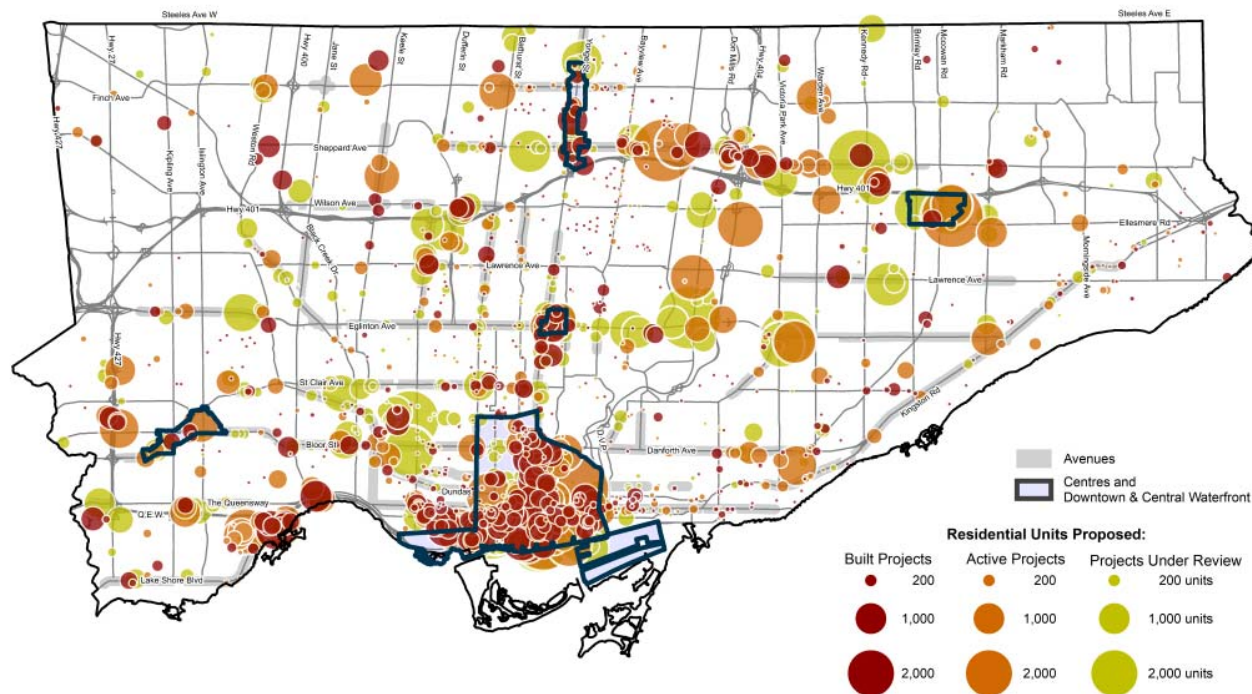 Steeles Ave W
Steeles Ave E
Hwy 27
Hwy 400
Jane St
Keele St
Dufferin St
Bathurst St
Yonge St
Bayview Ave
Don Mills Rd
Hwy 404
Victoria Park Ave
Warden Ave
Kennedy Rd
Brimley Rd
Mccowan Rd
Markham Rd
Finch Ave
Hwy 427
Kipling Ave
Islington Ave
Weston Rd
Sheppard Ave
Wilson Ave
Hwy 401
Hwy 401
Ellesmere Rd
Black Creek Dr
Lawrence Ave
Lawrence Ave
Morningside Ave
Eglinton Ave
Hwy 427
St Clair Ave
Kingston Rd
Bloor St
D.V.P.
Danforth Ave
Dundas
The Queensway
Q.E.W.
Lake Shore Blvd
Avenues
Centres and
Downtown & Central Waterfront
Residential Units Proposed:
Built Projects Active Projects Projects Under Review
200 200 200 units
1,000 1,000 1,000 units
2,000 2,000 2,000 units